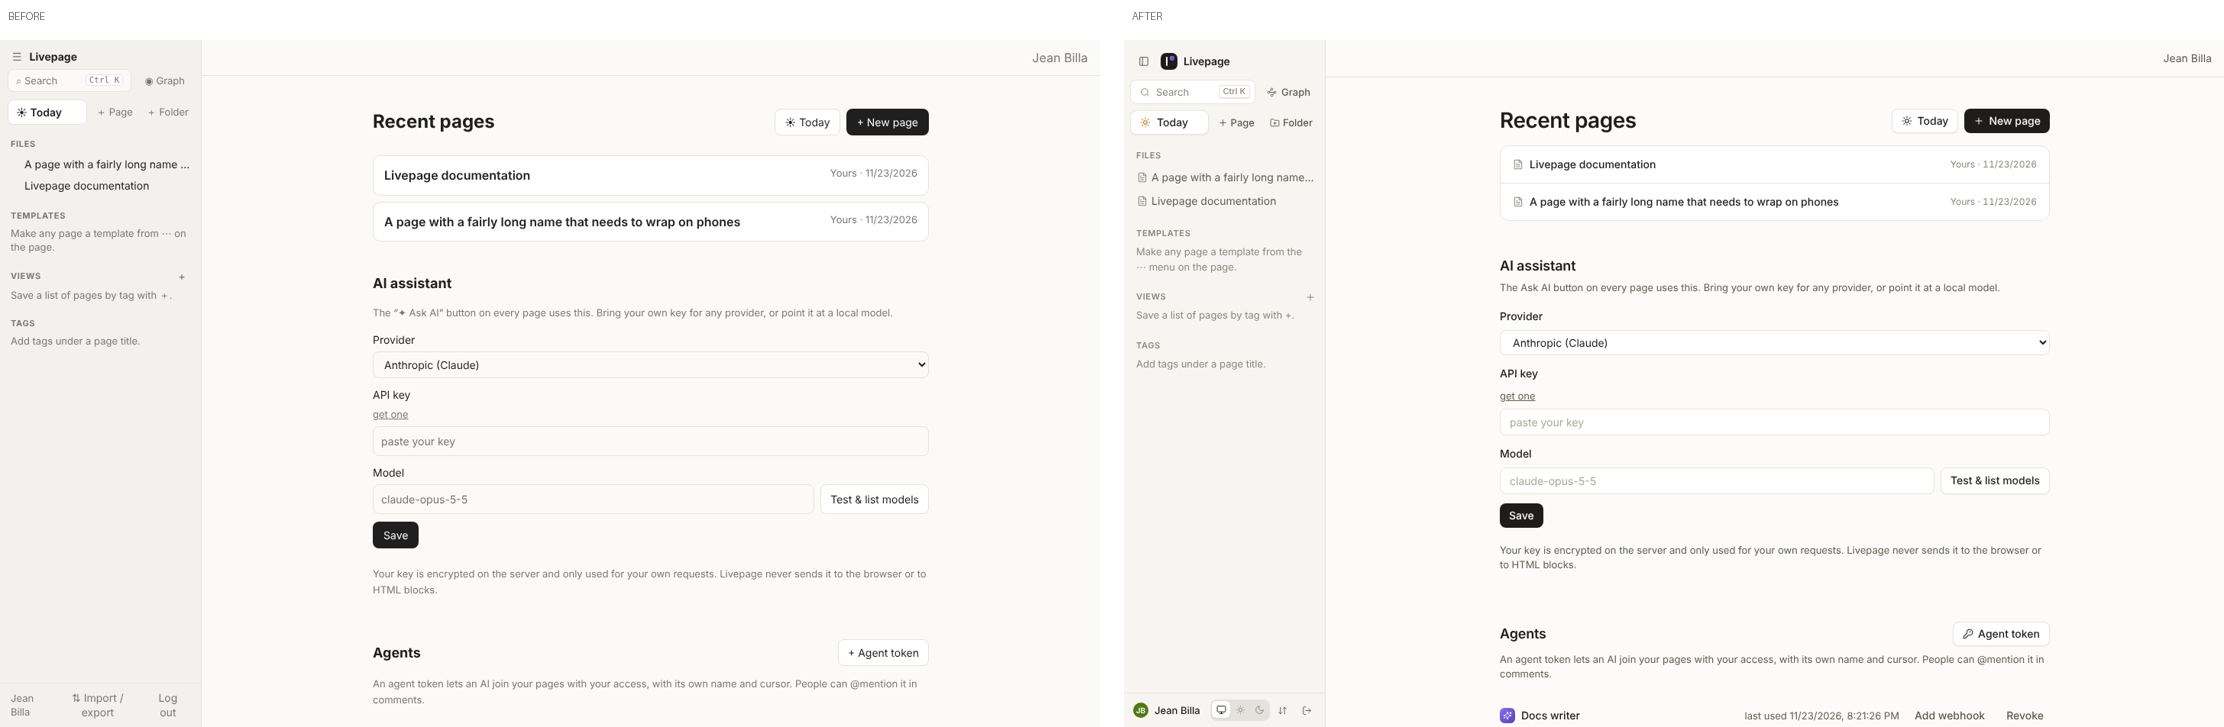 BEFORE
Livepage
Search Ctrl K Graph
Today + Page + Folder
FILES
A page with a fairly long name ...
Livepage documentation
TEMPLATES
Make any page a template from ··· on
the page.
VIEWS +
Save a list of pages by tag with +.
TAGS
Add tags under a page title.
Jean
Billa
Import /
export
Log
out
Jean Billa
Recent pages
Today
+ New page
Livepage documentation
Yours · 11/23/2026
A page with a fairly long name that needs to wrap on phones
Yours · 11/23/2026
AI assistant
The “✦ Ask AI” button on every page uses this. Bring your own key for any provider, or point it at a local model.
Provider
Anthropic (Claude)
API key
get one
paste your key
Model
claude-opus-5-5
Test & list models
Save
Your key is encrypted on the server and only used for your own requests. Livepage never sends it to the browser or to
HTML blocks.
Agents
+ Agent token
An agent token lets an AI join your pages with your access, with its own name and cursor. People can @mention it in
comments.
AFTER
Livepage
Search Ctrl K Graph
Today + Page Folder
FILES
A page with a fairly long name...
Livepage documentation
TEMPLATES
Make any page a template from the
··· menu on the page.
VIEWS +
Save a list of pages by tag with +.
TAGS
Add tags under a page title.
JB Jean Billa
Jean Billa
Recent pages
Today
+ New page
Livepage documentation
Yours · 11/23/2026
A page with a fairly long name that needs to wrap on phones
Yours · 11/23/2026
AI assistant
The Ask AI button on every page uses this. Bring your own key for any provider, or point it at a local model.
Provider
Anthropic (Claude)
API key
get one
paste your key
Model
claude-opus-5-5
Test & list models
Save
Your key is encrypted on the server and only used for your own requests. Livepage never sends it to the browser or
to HTML blocks.
Agents
Agent token
An agent token lets an AI join your pages with your access, with its own name and cursor. People can @mention it in
comments.
Docs writer
last used 11/23/2026, 8:21:26 PM
Add webhook
Revoke